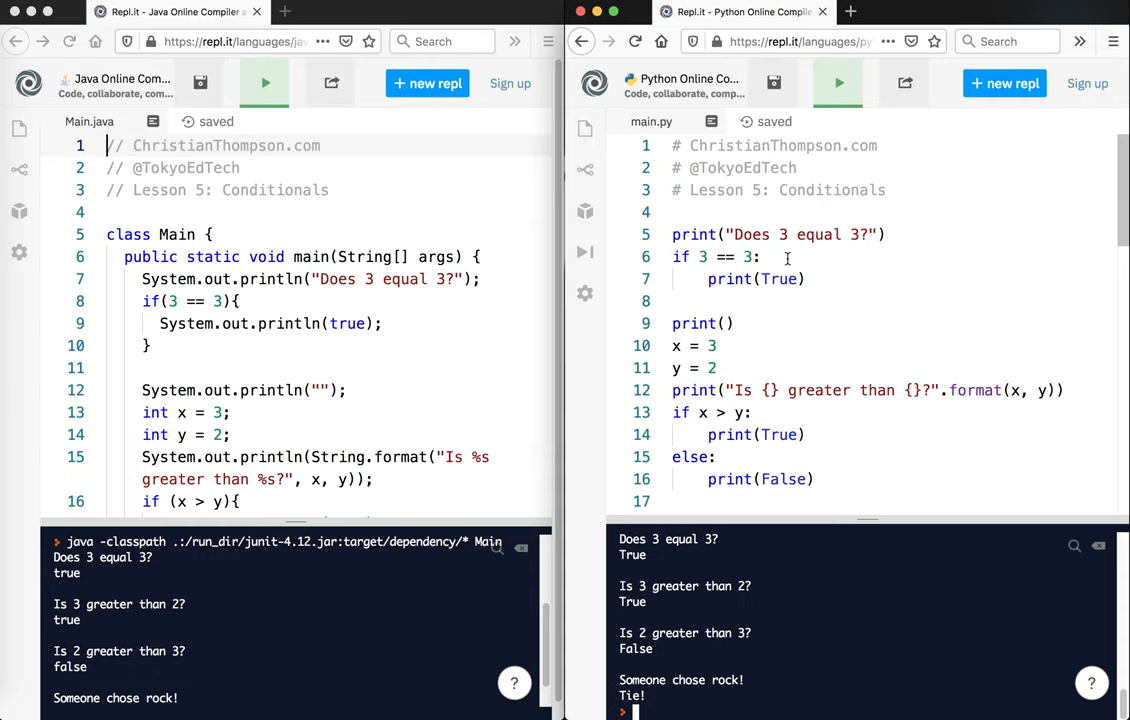 Repl.it - Java Online Compiler a
https://repl.it/languages/jav
Search
Java Online Com...
Code, collaborate, com...
+ new repl
Sign up
Main.java
saved
1 // ChristianThompson.com
2 // @TokyoEdTech
3 // Lesson 5: Conditionals
4
5 class Main {
6 public static void main(String[] args) {
7 System.out.println("Does 3 equal 3?");
8 if(3 == 3){
9 System.out.println(true);
10 }
11
12 System.out.println("");
13 int x = 3;
14 int y = 2;
15 System.out.println(String.format("Is %s
greater than %s?", x, y));
16 if (x > y){
> java -classpath .:/run_dir/junit-4.12.jar:target/dependency/* Main
Does 3 equal 3?
true
Is 3 greater than 2?
true
Is 2 greater than 3?
false
Someone chose rock!
?
Repl.it - Python Online Compile
https://repl.it/languages/py
Search
Python Online Co...
Code, collaborate, comp...
+ new repl
Sign up
main.py
saved
1 # ChristianThompson.com
2 # @TokyoEdTech
3 # Lesson 5: Conditionals
4
5 print("Does 3 equal 3?")
6 if 3 == 3:
7 print(True)
8
9 print()
10 x = 3
11 y = 2
12 print("Is {} greater than {}?".format(x, y))
13 if x > y:
14 print(True)
15 else:
16 print(False)
17
Does 3 equal 3?
True
Is 3 greater than 2?
True
Is 2 greater than 3?
False
Someone chose rock!
Tie!
>
?